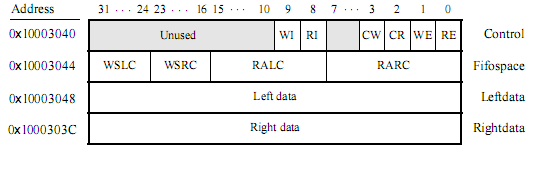 Address 31 ··· 24 23 ··· 16 15 ··· 10 9 8 7 ··· 3 2 1 0
0x10003040 Unused WI RI CW CR WE RE Control
0x10003044 WSLC WSRC RALC RARC Fifospace
0x10003048 Left data Leftdata
0x1000303C Right data Rightdata